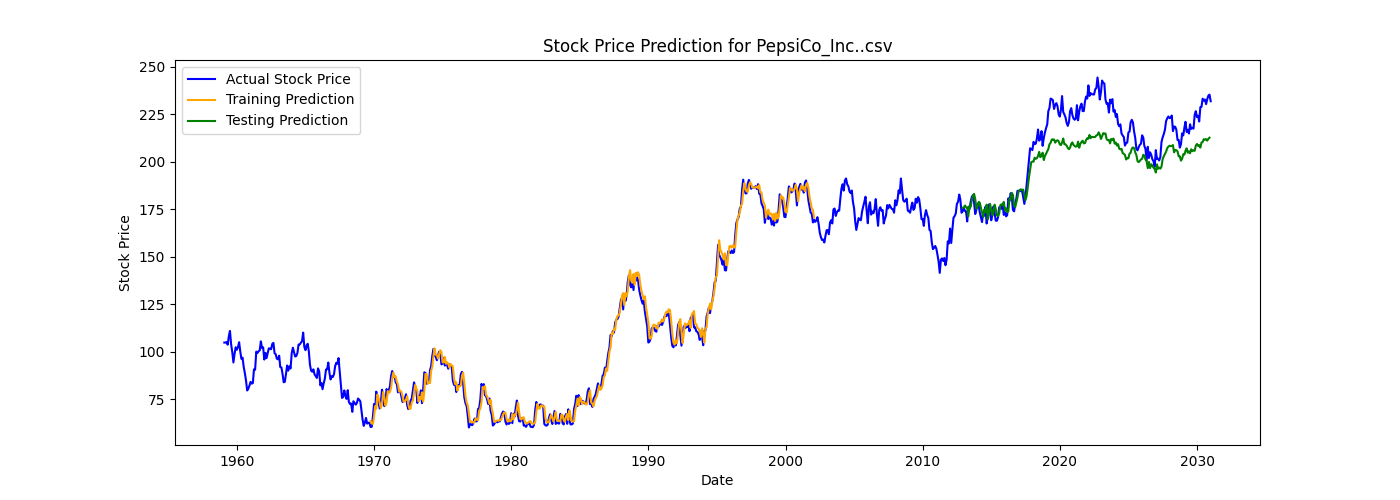 Stock Price Prediction for PepsiCo_Inc..csv
Actual Stock Price
Training Prediction
Testing Prediction
250
225
200
175
150
125
100
75
Stock Price
1960
1970
1980
1990
2000
2010
2020
2030
Date